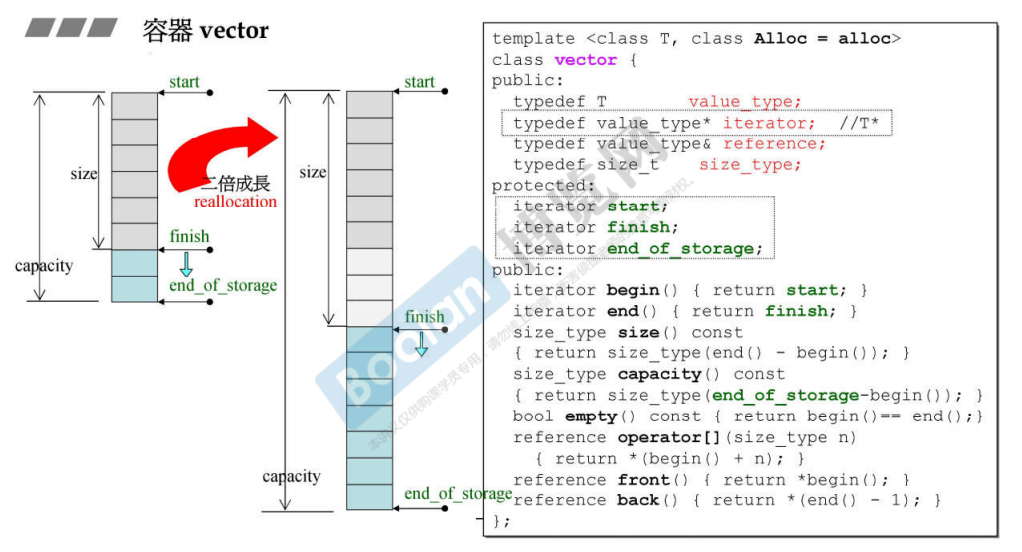 容器 vector
start
size
capacity
finish
end_of_storage
二倍成長
reallocation
start
size
finish
capacity
end_of_storage
template <class T, class Alloc = alloc>
class vector {
public:
typedef T value_type;
typedef value_type* iterator; //T*
typedef value_type& reference;
typedef size_t size_type;
protected:
iterator start;
iterator finish;
iterator end_of_storage;
public:
iterator begin() { return start; }
iterator end() { return finish; }
size_type size() const
{ return size_type(end() - begin()); }
size_type capacity() const
{ return size_type(end_of_storage-begin()); }
bool empty() const { return begin()== end();}
reference operator[](size_type n)
{ return *(begin() + n); }
reference front() { return *begin(); }
reference back() { return *(end() - 1); }
};
Boolan
博览网